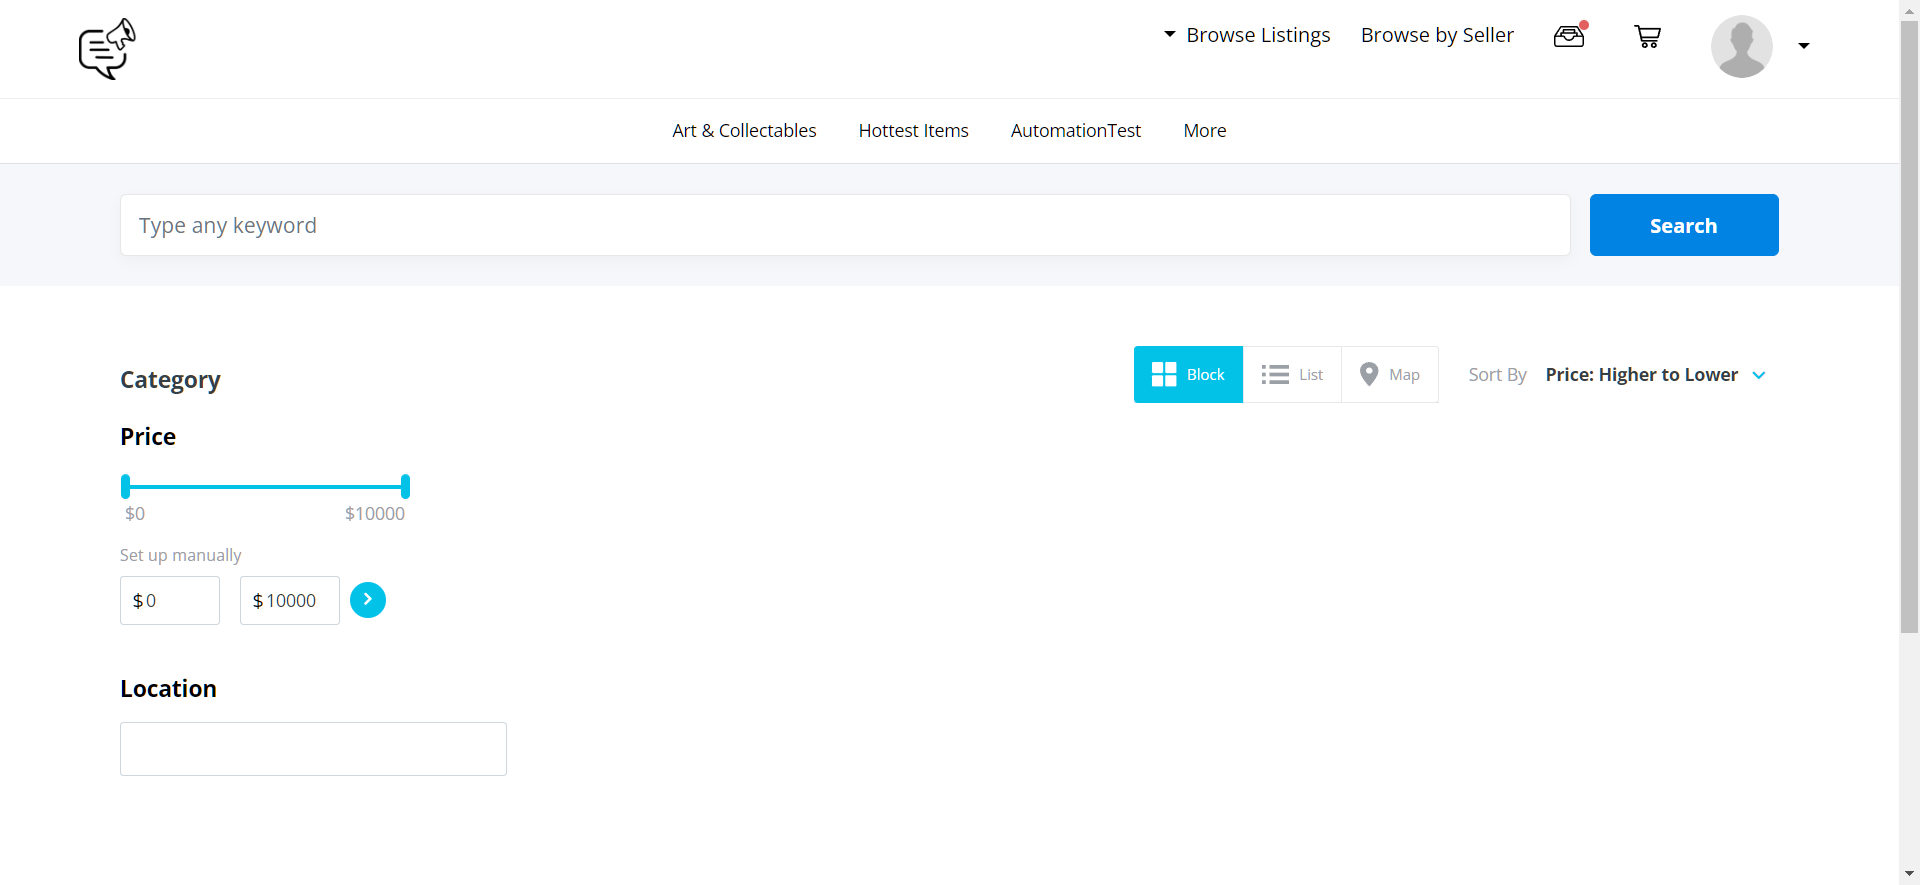 Browse Listings
Browse by Seller
Art & Collectables
Hottest Items
AutomationTest
More
Type any keyword
Search
Category
Block
List
Map
Sort By
Price: Higher to Lower
Price
$0
$10000
Set up manually
$ 0
$ 10000
Location